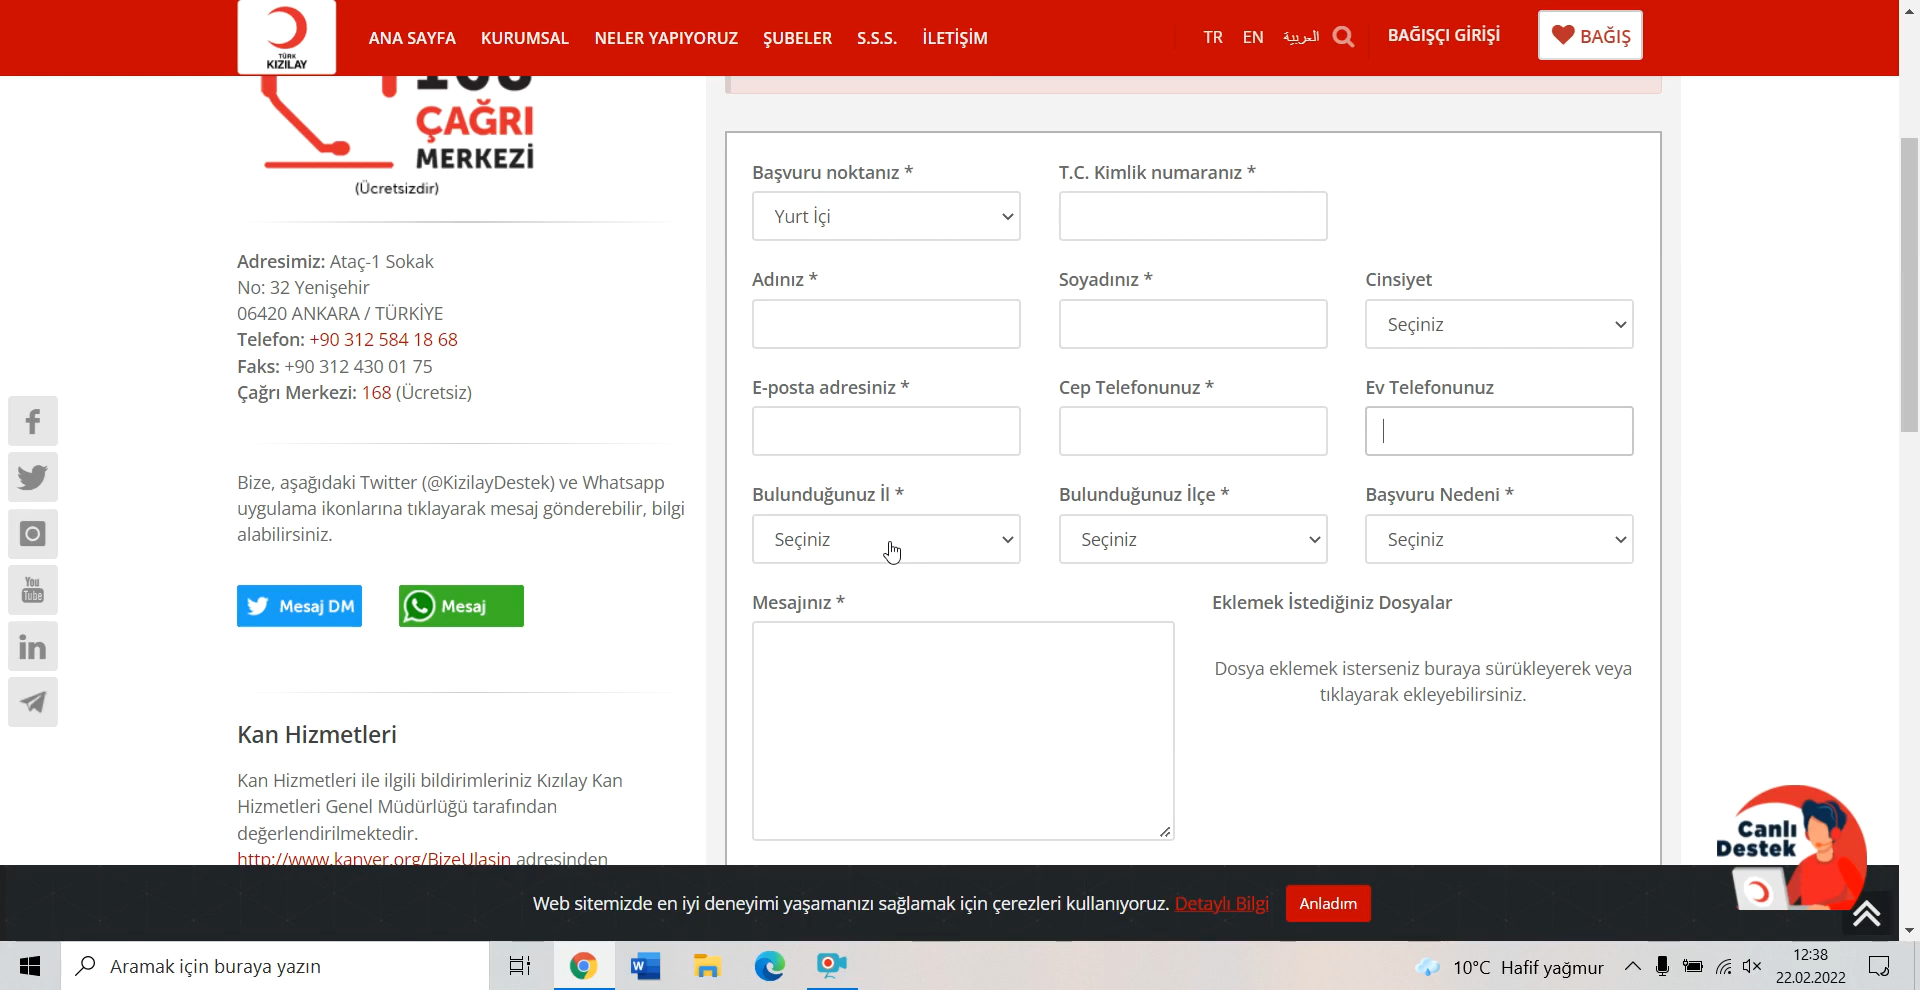 TÜRK
KIZILAY
ANA SAYFA KURUMSAL NELER YAPIYORUZ ŞUBELER S.S.S. İLETİŞİM
TR EN العربية BAĞIŞÇI GİRİŞİ BAĞIŞ
168
ÇAĞRI
MERKEZİ
(Ücretsizdir)
Adresimiz: Ataç-1 Sokak
No: 32 Yenişehir
06420 ANKARA / TÜRKİYE
Telefon: +90 312 584 18 68
Faks: +90 312 430 01 75
Çağrı Merkezi: 168 (Ücretsiz)
Bize, aşağıdaki Twitter (@KizilayDestek) ve Whatsapp
uygulama ikonlarına tıklayarak mesaj gönderebilir, bilgi
alabilirsiniz.
Mesaj DM Mesaj
You
Tube
in
Kan Hizmetleri
Kan Hizmetleri ile ilgili bildirimleriniz Kızılay Kan
Hizmetleri Genel Müdürlüğü tarafından
değerlendirilmektedir.
http://www.kanver.org/BizeUlasin adresinden
Başvuru noktanız * T.C. Kimlik numaranız *
Yurt İçi
Adınız * Soyadınız * Cinsiyet
Seçiniz
E-posta adresiniz * Cep Telefonunuz * Ev Telefonunuz
Bulunduğunuz İl * Bulunduğunuz İlçe * Başvuru Nedeni *
Seçiniz Seçiniz Seçiniz
Mesajınız * Eklemek İstediğiniz Dosyalar
Dosya eklemek isterseniz buraya sürükleyerek veya
tıklayarak ekleyebilirsiniz.
Canlı
Destek
Web sitemizde en iyi deneyimi yaşamanızı sağlamak için çerezleri kullanıyoruz. Detaylı Bilgi Anladım
Aramak için buraya yazın
10°C Hafif yağmur
12:38
22.02.2022